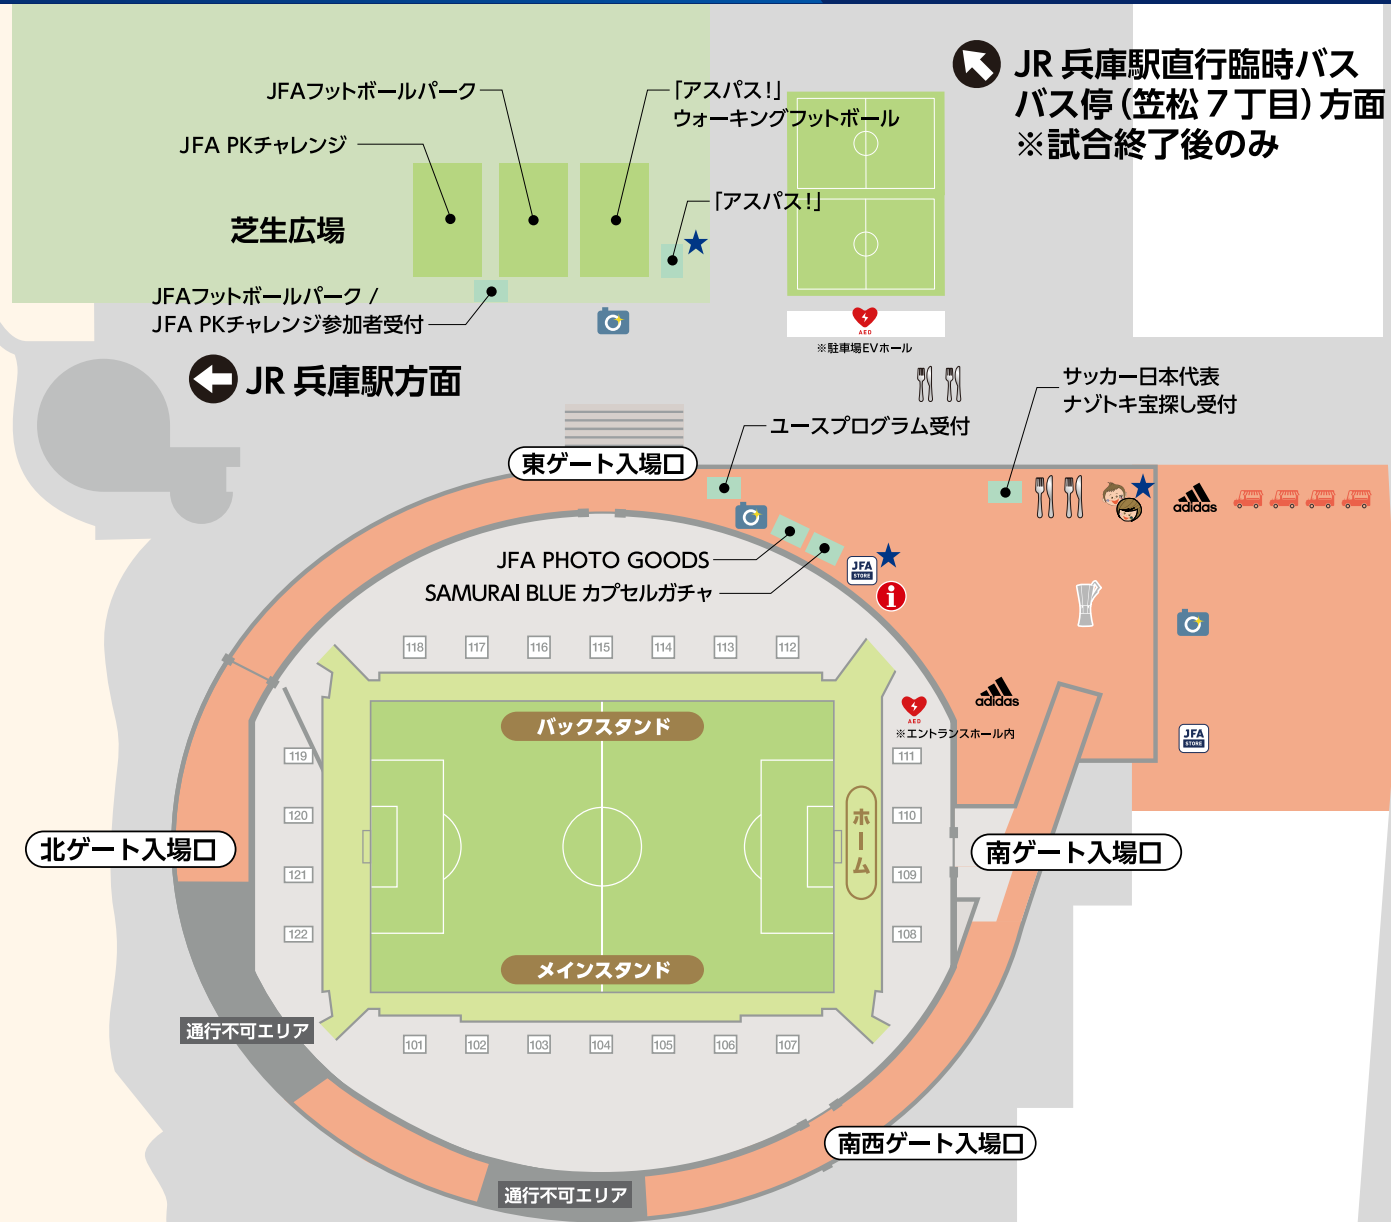 JR 兵庫駅直行臨時バス
バス停（笠松７丁目）方面
※試合終了後のみ
JFAフットボールパーク
「アスパス！」
ウォーキングフットボール
JFA PKチャレンジ
「アスパス！」
芝生広場
JFAフットボールパーク /
JFA PKチャレンジ参加者受付
AED
※駐車場EVホール
JR 兵庫駅方面
サッカー日本代表
ナゾトキ宝探し受付
ユースプログラム受付
東ゲート入場口
adidas
JFA PHOTO GOODS
SAMURAI BLUE カプセルガチャ
JFA
STORE
i
118
117
116
115
114
113
112
adidas
AED
※エントランスホール内
バックスタンド
JFA
STORE
119
111
120
110
ホーム
北ゲート入場口
南ゲート入場口
121
109
122
108
メインスタンド
通行不可エリア
101
102
103
104
105
106
107
南西ゲート入場口
通行不可エリア